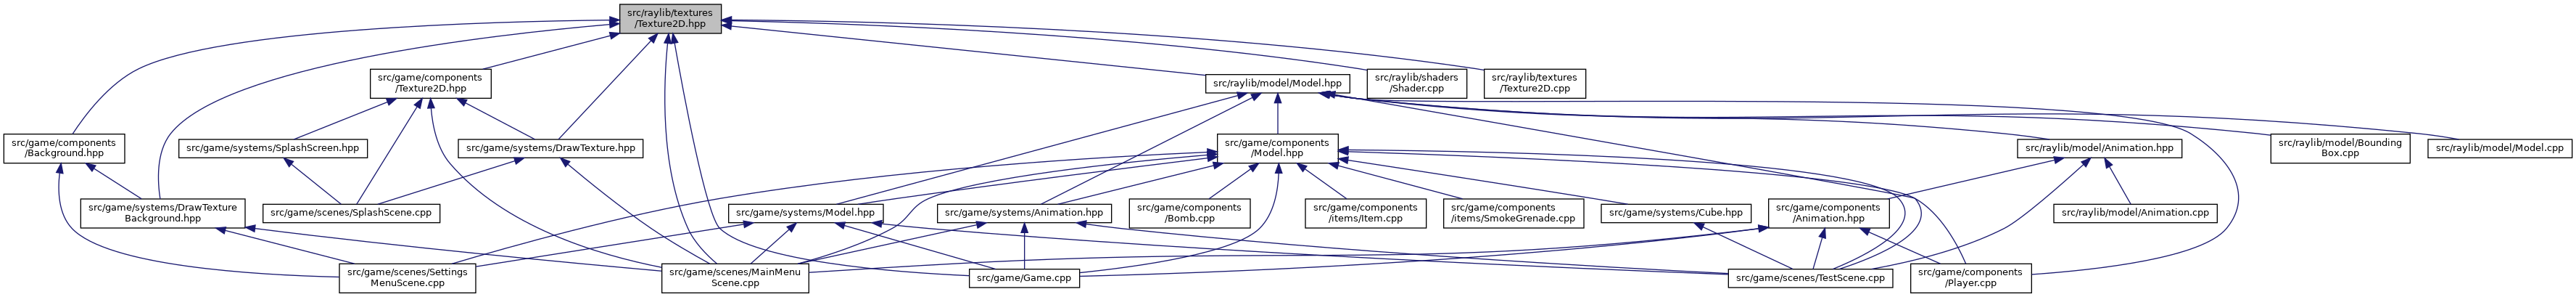 src/raylib/textures
/Texture2D.hpp
src/game/components
/Texture2D.hpp
src/raylib/model/Model.hpp
src/raylib/shaders
/Shader.cpp
src/raylib/textures
/Texture2D.cpp
src/game/components
/Background.hpp
src/game/systems/SplashScreen.hpp
src/game/systems/DrawTexture.hpp
src/game/components
/Model.hpp
src/raylib/model/Animation.hpp
src/raylib/model/Bounding
Box.cpp
src/raylib/model/Model.cpp
src/game/systems/DrawTexture
Background.hpp
src/game/scenes/SplashScene.cpp
src/game/systems/Model.hpp
src/game/systems/Animation.hpp
src/game/components
/Bomb.cpp
src/game/components
/items/Item.cpp
src/game/components
/items/SmokeGrenade.cpp
src/game/systems/Cube.hpp
src/game/components
/Animation.hpp
src/raylib/model/Animation.cpp
src/game/scenes/Settings
MenuScene.cpp
src/game/scenes/MainMenu
Scene.cpp
src/game/Game.cpp
src/game/scenes/TestScene.cpp
src/game/components
/Player.cpp